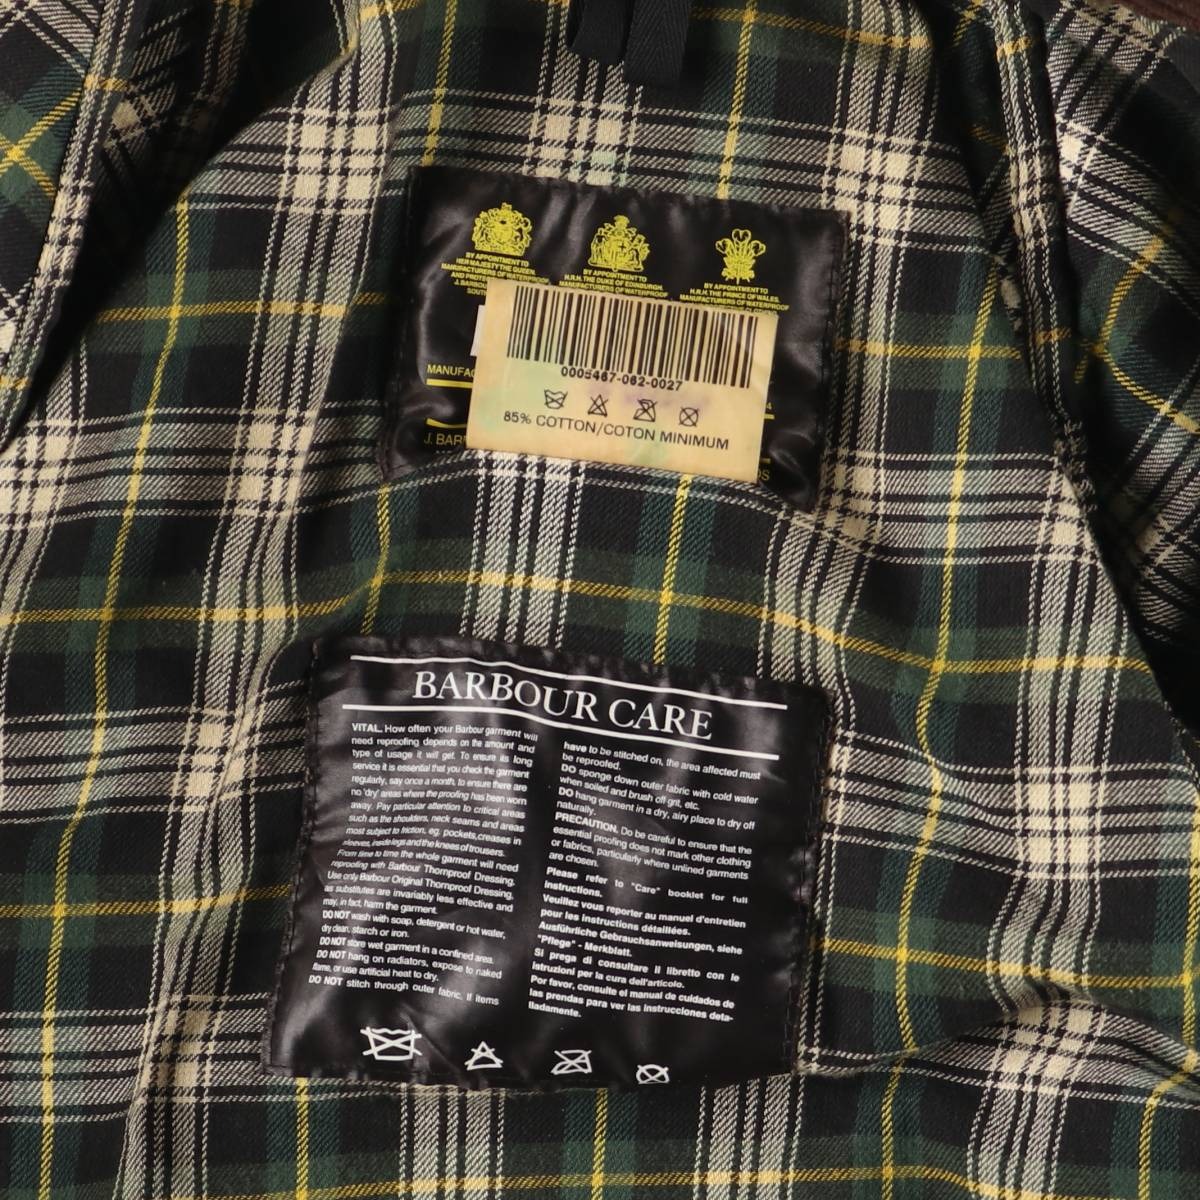 BY APPOINTMENT TO
HER MAJESTY THE QUEEN,
MANUFACTURERS OF WATERPROOF
AND PROTE
J. BARBOU
SOUT
BY APPOINTMENT TO
H.R.H. THE DUKE OF EDINBURGH,
MANUFACTURERS OF WATERPROOF
BY APPOINTMENT TO
H.R.H. THE PRINCE OF WALES,
MANUFACTURERS OF WATERPROOF
MANUFAC
J. BAR
0005467-062-0027
85% COTTON/COTON MINIMUM
BARBOUR CARE
VITAL. How often your Barbour garment will
need reproofing depends on the amount and
type of usage it will get. To ensure its long
service it is essential that you check the garment
regularly, say once a month, to ensure there are
no 'dry' areas where the proofing has been worn
away. Pay particular attention to critical areas
such as the shoulders, neck seams and areas
most subject to friction, eg. pockets, creases in
sleeves, inside legs and the knees of trousers.
From time to time the whole garment will need
reproofing with Barbour Thornproof Dressing.
Use only Barbour Original Thornproof Dressing,
as substitutes are invariably less effective and
may, in fact, harm the garment.
DO NOT wash with soap, detergent or hot water,
dry clean, starch or iron.
DO NOT store wet garment in a confined area.
DO NOT hang on radiators, expose to naked
flame, or use artificial heat to dry.
DO NOT stitch through outer fabric, If items
have to be stitched on, the area affected must
be reproofed.
DO sponge down outer fabric with cold water
when soiled and brush off grit, etc.
DO hang garment in a dry, airy place to dry off
naturally.
PRECAUTION. Do be careful to ensure that the
essential proofing does not mark other clothing
or fabrics, particularly where unlined garments
are chosen.
Please refer to "Care" booklet for full
instructions.
Veuillez vous reporter au manuel d'entretien
pour les instructions détaillées.
Ausführliche Gebrauchsanweisungen, siehe
"Pflege" - Merkblatt.
Si prega di consultare il libretto con le
istruzioni per la cura dell'articolo.
Por favor, consulte el manual de cuidados de
las prendas para ver las instrucciones deta-
lladamente.